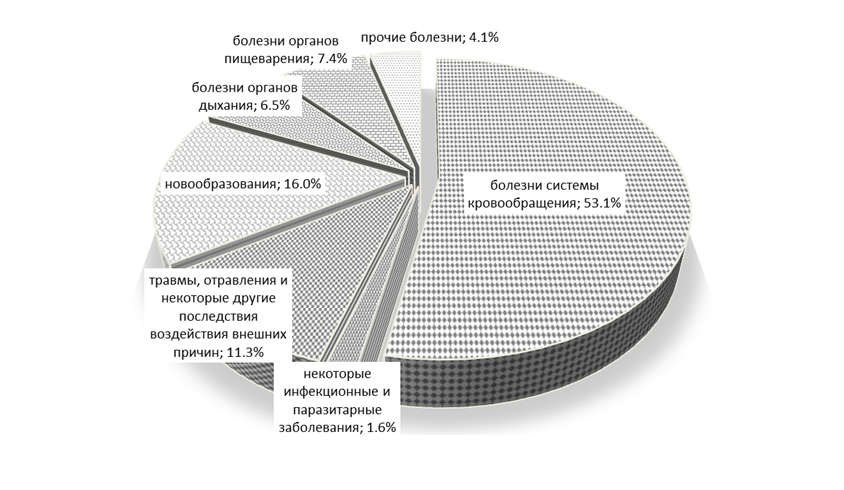 прочие болезни; 4.1%
болезни органов
пищеварения; 7.4%
болезни органов
дыхания; 6.5%
новообразования; 16.0%
болезни системы
кровообращения; 53.1%
травмы, отравления и
некоторые другие
последствия
воздействия внешних
причин; 11.3%
некоторые
инфекционные и
паразитарные
заболевания; 1.6%